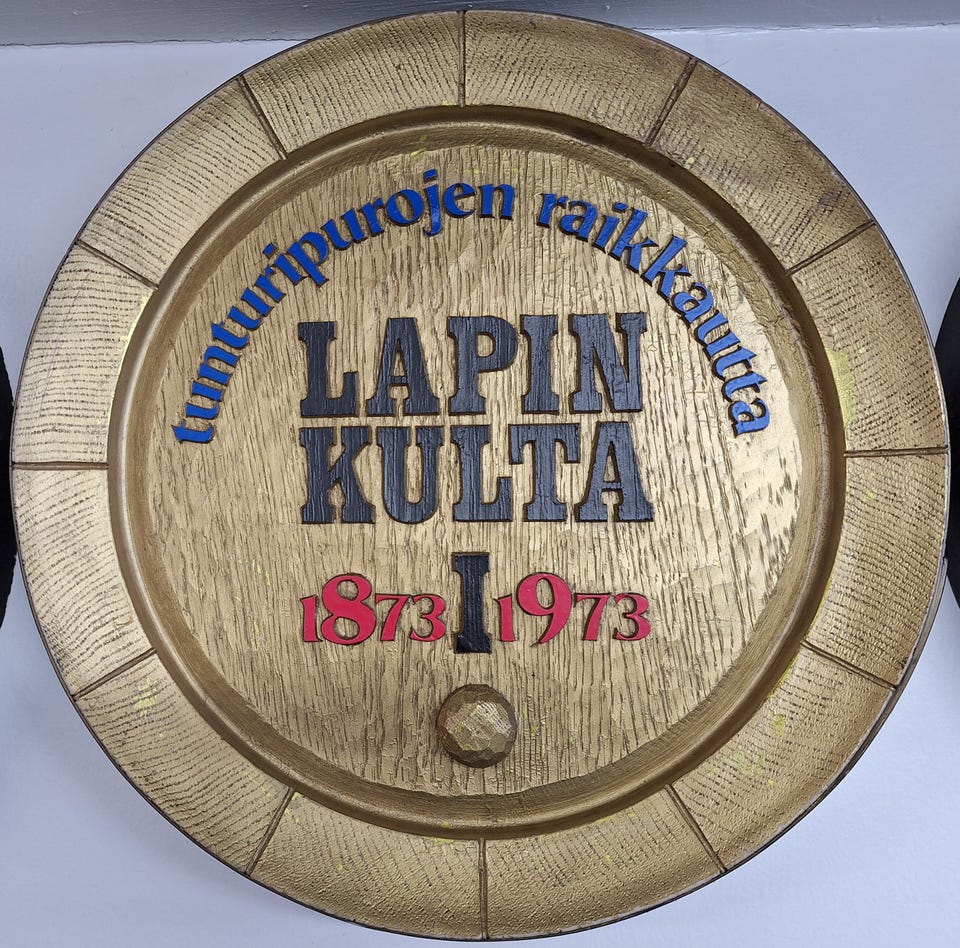 tunturipurojen raikkautta
LAPIN
KULTA
1873 I 1973